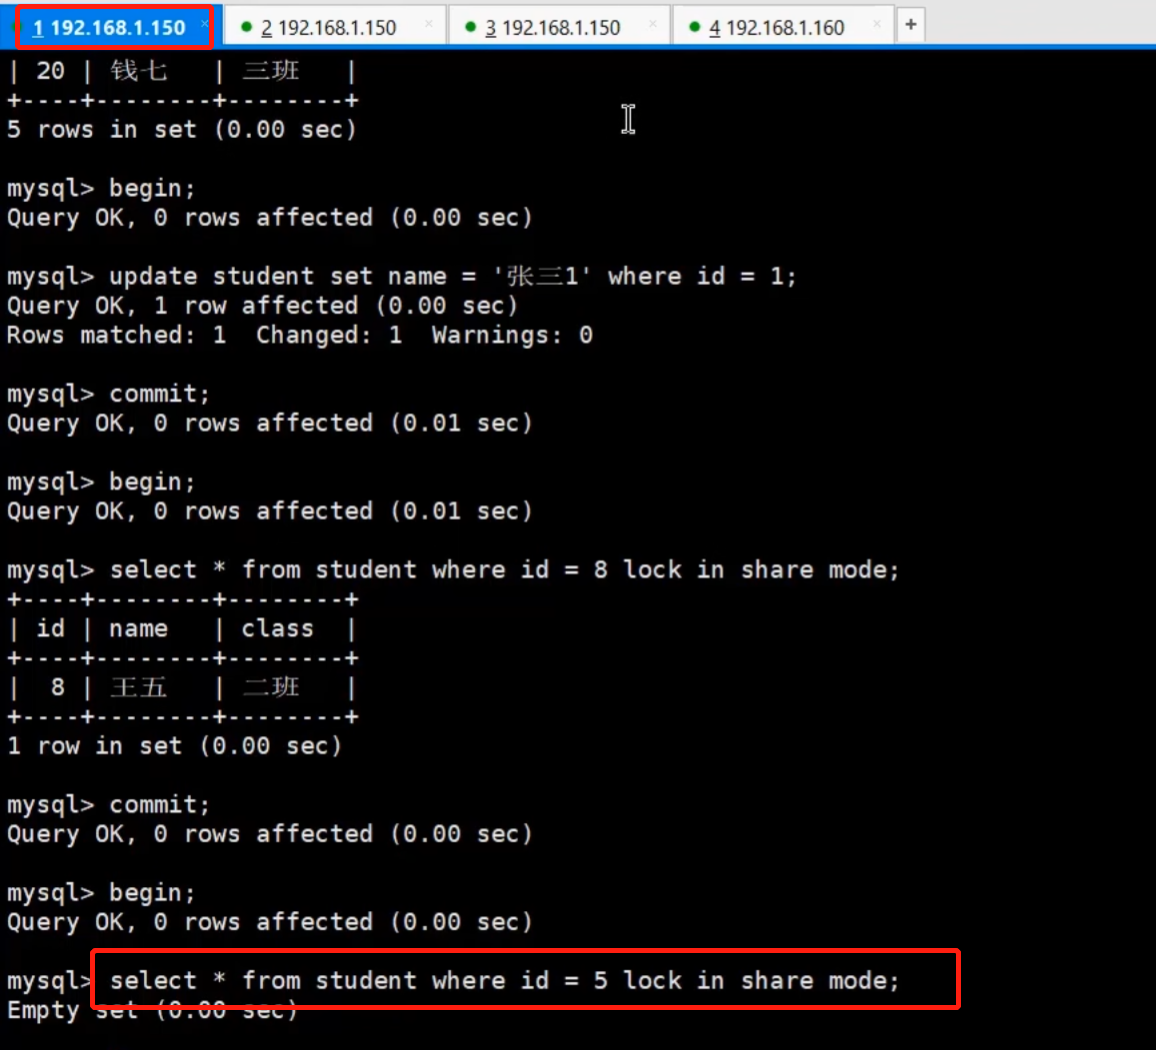 1 192.168.1.150 × 2 192.168.1.150 × 3 192.168.1.150 × 4 192.168.1.160 × +
| 20 | 钱七 | 三班 |
+----+--------+--------+
5 rows in set (0.00 sec)
mysql> begin;
Query OK, 0 rows affected (0.00 sec)
mysql> update student set name = '张三1' where id = 1;
Query OK, 1 row affected (0.00 sec)
Rows matched: 1  Changed: 1  Warnings: 0
mysql> commit;
Query OK, 0 rows affected (0.01 sec)
mysql> begin;
Query OK, 0 rows affected (0.01 sec)
mysql> select * from student where id = 8 lock in share mode;
+----+--------+--------+
| id | name   | class  |
+----+--------+--------+
|  8 | 王五   | 二班   |
+----+--------+--------+
1 row in set (0.00 sec)
mysql> commit;
Query OK, 0 rows affected (0.00 sec)
mysql> begin;
Query OK, 0 rows affected (0.00 sec)
mysql> select * from student where id = 5 lock in share mode;
Empty set (0.00 sec)